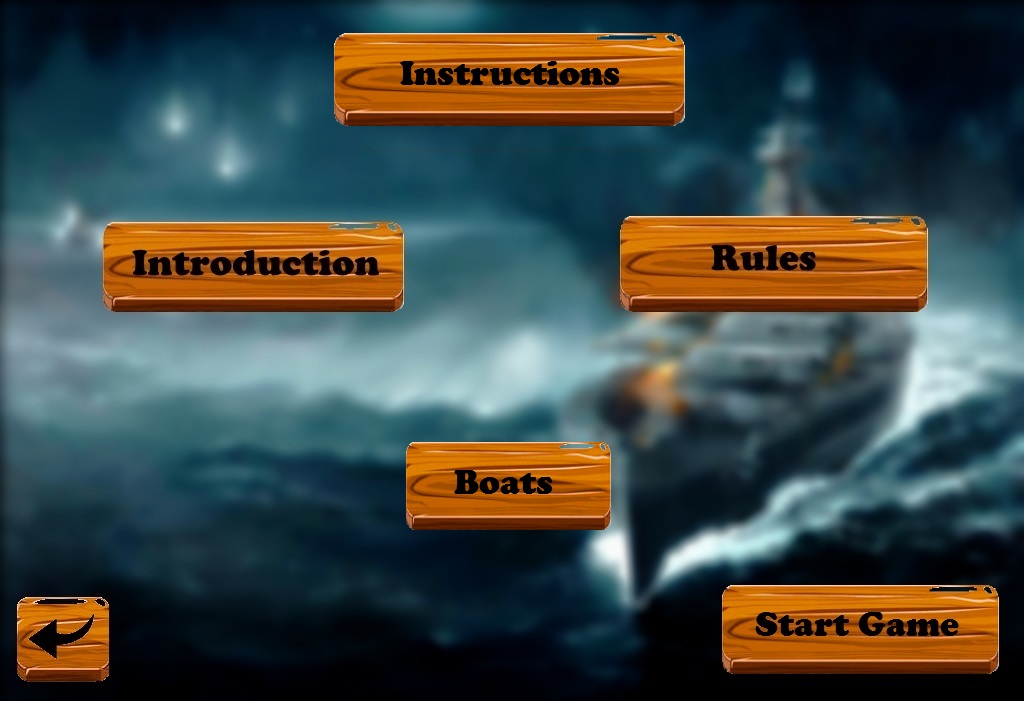 Instructions
Introduction
Rules
Boats
Start Game